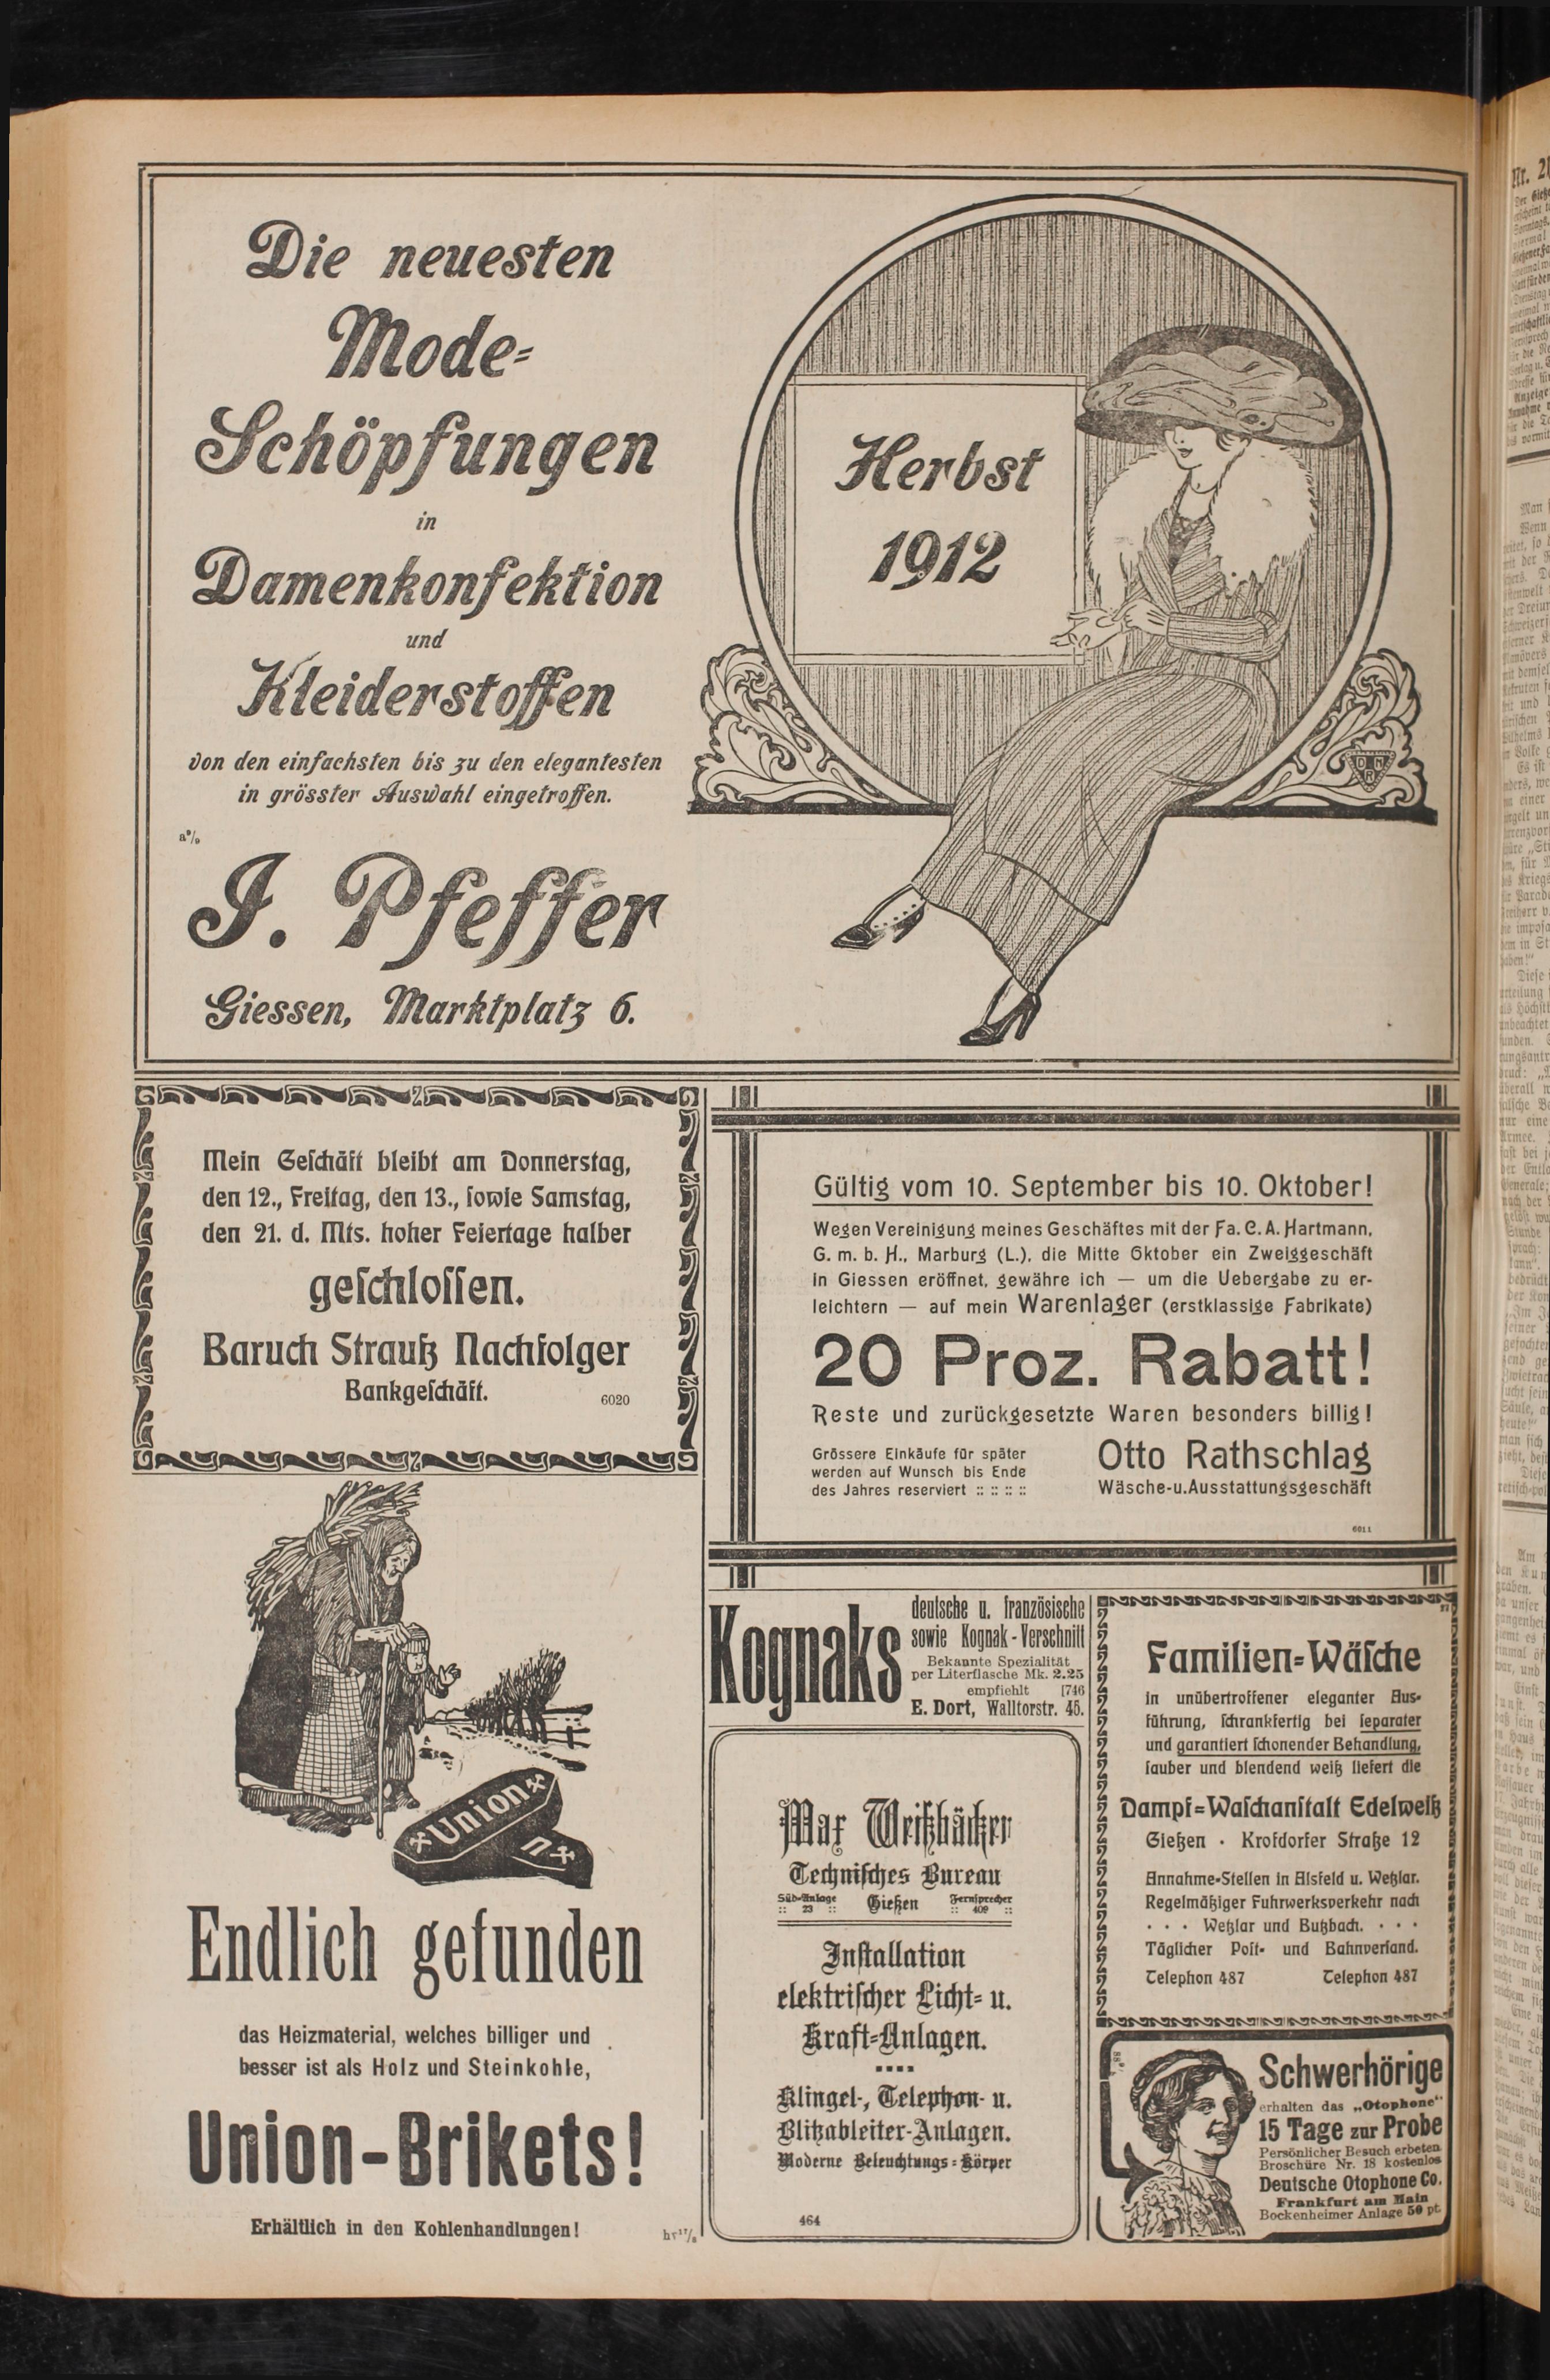 Die neuesten
Mode-
Schöpfungen
in
Damenkonfektion
und
Kleiderstoffen
von den einfachsten bis zu den elegantesten
in grösster Auswahl eingetroffen.
J. Pfeffer
Giessen, Marktplatz 6.
Herbst
1912
Mein Geſchäft bleibt am Donnerstag,
den 12., Freitag, den 13., ſowie Samstag,
den 21. d. Mts. hoher Feiertage halber
geſchloſſen.
Baruch Strauß Nachfolger
Bankgeſchäft.
6020
Gültig vom 10. September bis 10. Oktober!
Wegen Vereinigung meines Geschäftes mit der Fa. C. A. Hartmann,
G. m. b. H., Marburg (L.), die Mitte Oktober ein Zweiggeschäft
in Giessen eröffnet, gewähre ich — um die Uebergabe zu er-
leichtern — auf mein Warenlager (erstklassige Fabrikate)
20 Proz. Rabatt!
Reste und zurückgesetzte Waren besonders billig!
Grössere Einkäufe für später
werden auf Wunsch bis Ende
des Jahres reserviert :: :: :: ::
Otto Rathschlag
Wäsche-u.Ausstattungsgeschäft
6011
Union
Endlich gefunden
das Heizmaterial, welches billiger und
besser ist als Holz und Steinkohle,
Union-Brikets!
Erhältlich in den Kohlenhandlungen!
Kognaks
deutsche u. französische
sowie Kognak-Verschnitt
Bekannte Spezialität
per Literflasche Mk. 2.25
empfiehlt [746
E. Dort, Walltorstr. 45.
Max Weißbäcker
Techniſches Bureau
Süd-Anlage
:: 23 ::
Gießen
Fernſprecher
:: 409 ::
Inſtallation
elektriſcher Licht- u.
Kraft-Anlagen.
Klingel-, Telephon- u.
Blitzableiter-Anlagen.
Moderne Beleuchtungs-Körper
464
Familien-Wäſche
in unübertroffener eleganter Aus-
führung, ſchrankfertig bei ſeparater
und garantiert ſchonender Behandlung,
ſauber und blendend weiß liefert die
Dampf-Waſchanſtalt Edelweiß
Gießen · Krofdorfer Straße 12
Annahme-Stellen in Alsfeld u. Wetzlar.
Regelmäßiger Fuhrwerksverkehr nach
· · · Wetzlar und Butzbach. · · ·
Täglicher Poſt- und Bahnverſand.
Telephon 487 Telephon 487
Schwerhörige
erhalten das „Otophone“
15 Tage zur Probe
Persönlicher Besuch erbeten
Broschüre Nr. 18 kostenlos
Deutsche Otophone Co.
Frankfurt am Main
Bockenheimer Anlage 50 pt.